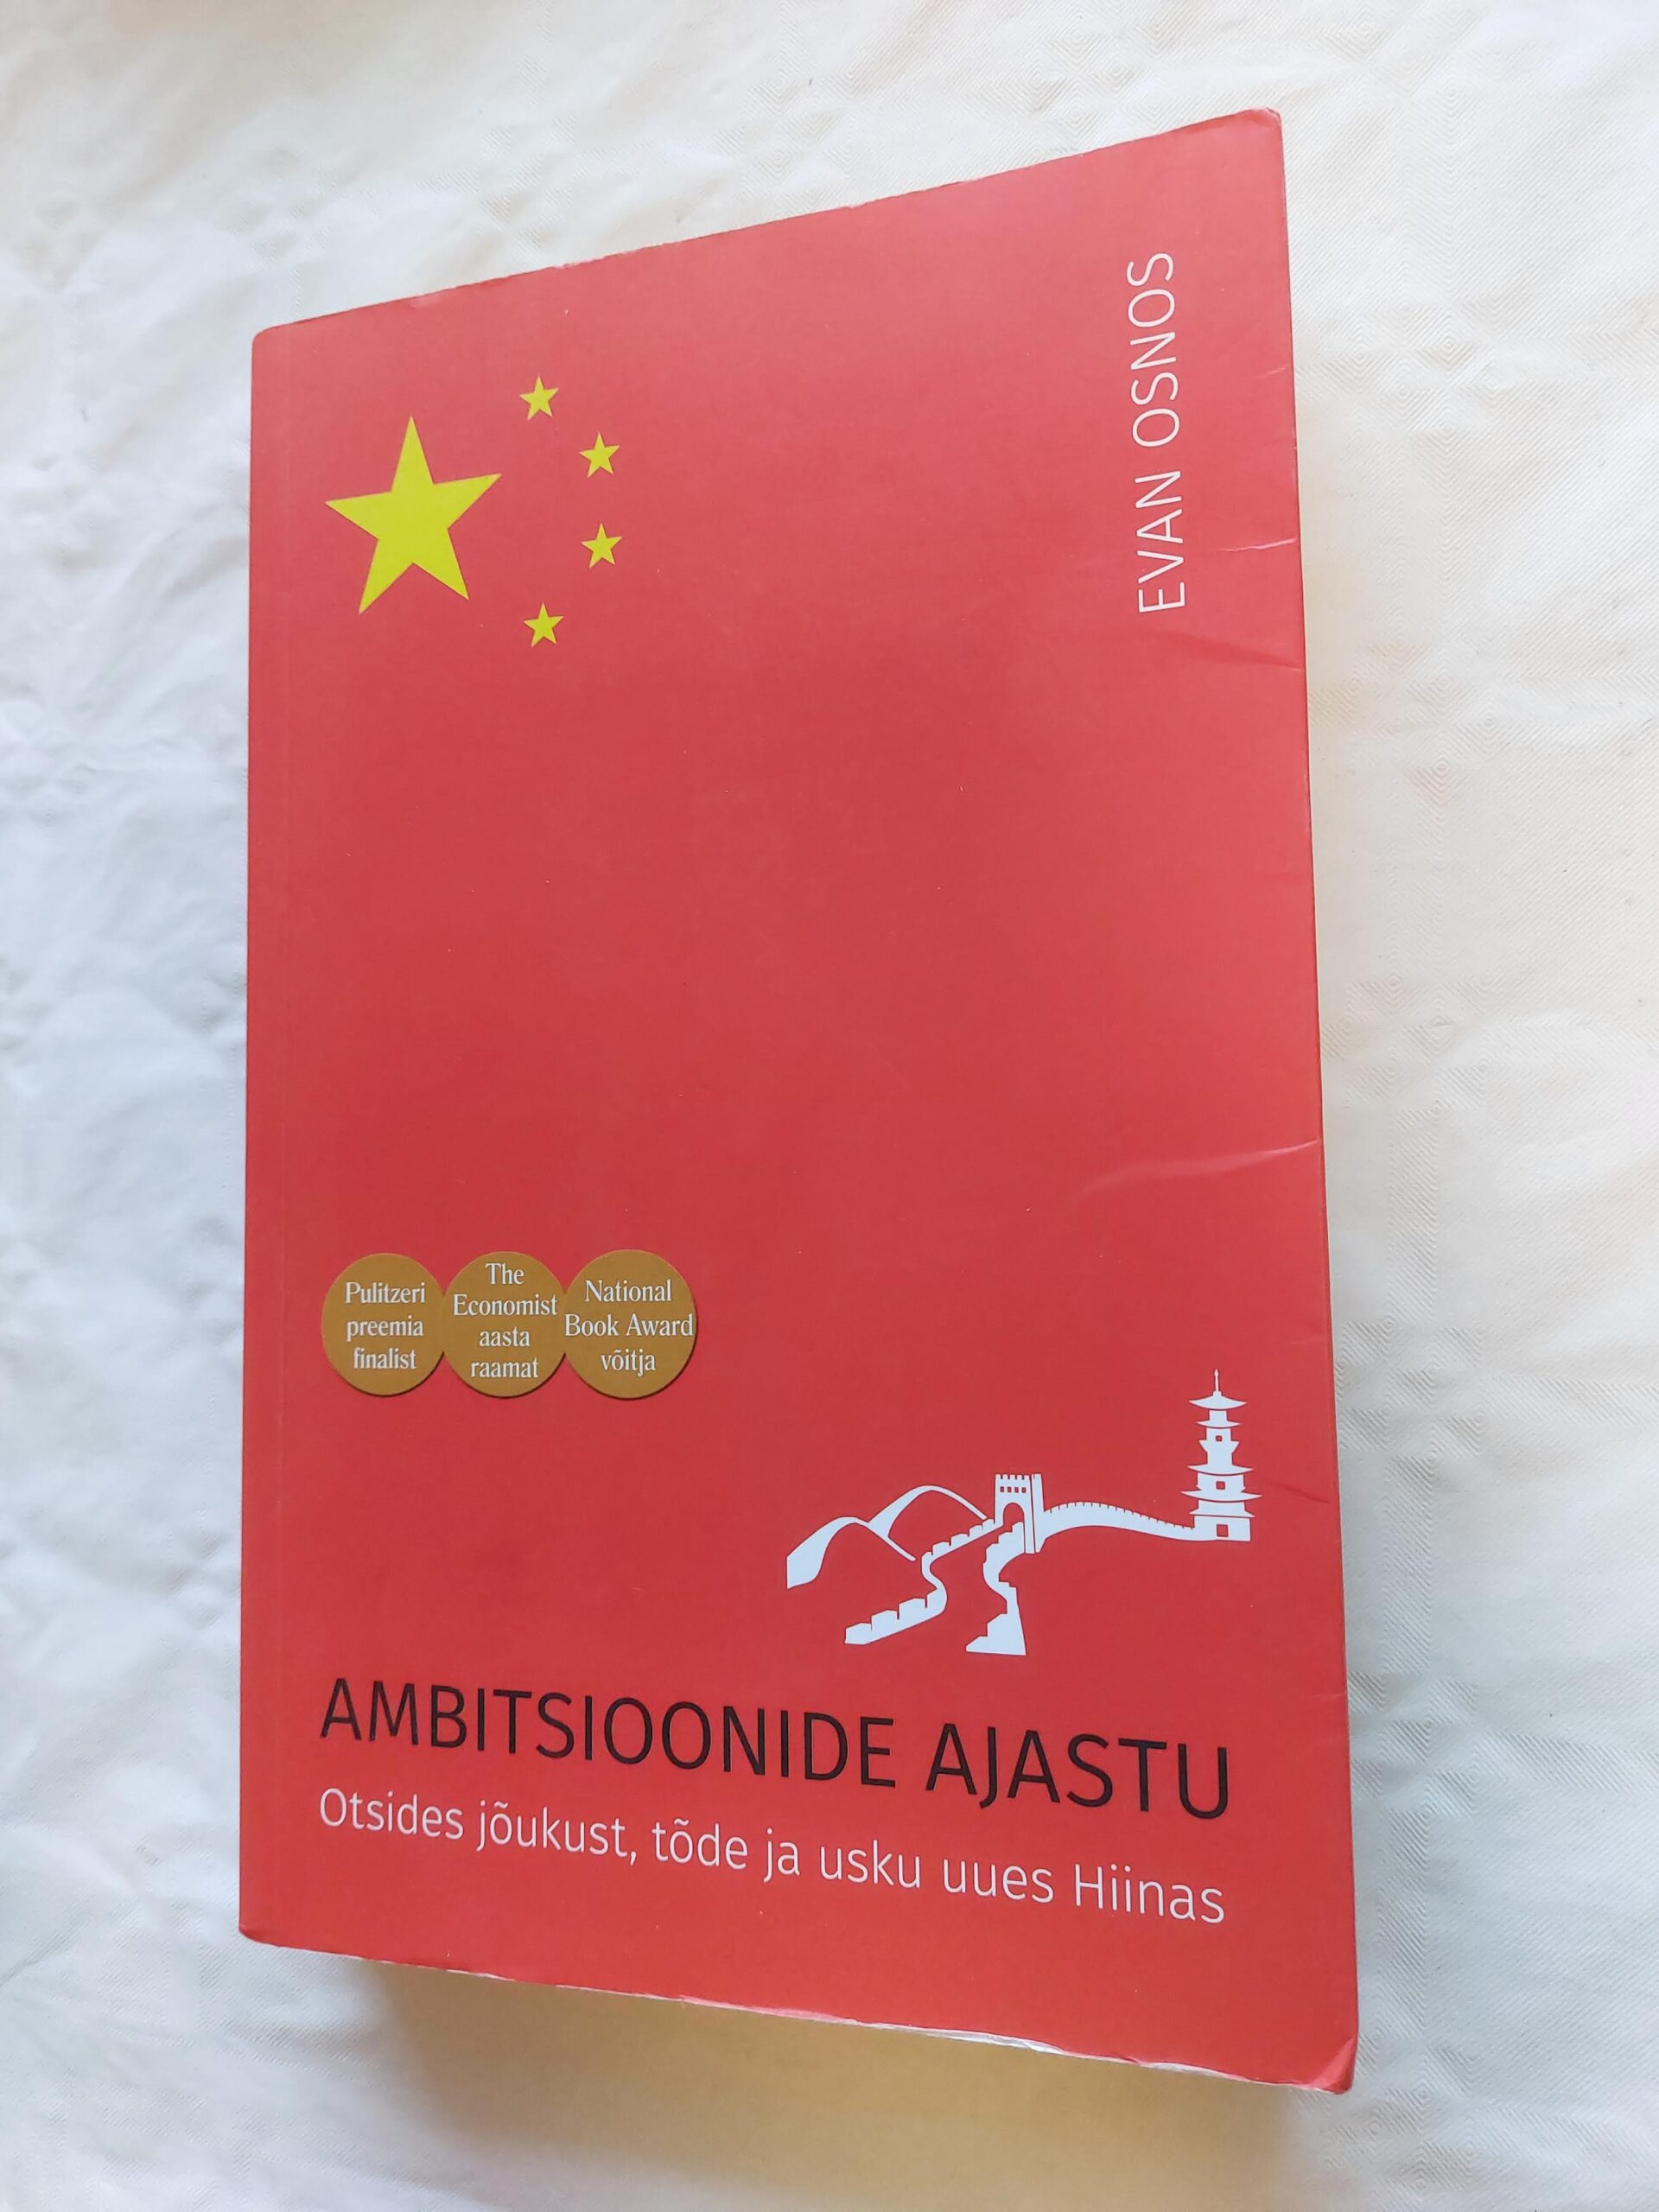 EVAN OSNOS
Pulitzeri
preemia
finalist
The
Economist
aasta
raamat
National
Book Award
võitja
AMBITSIOONIDE AJASTU
Otsides jõukust, tõde ja usku uues Hiinas